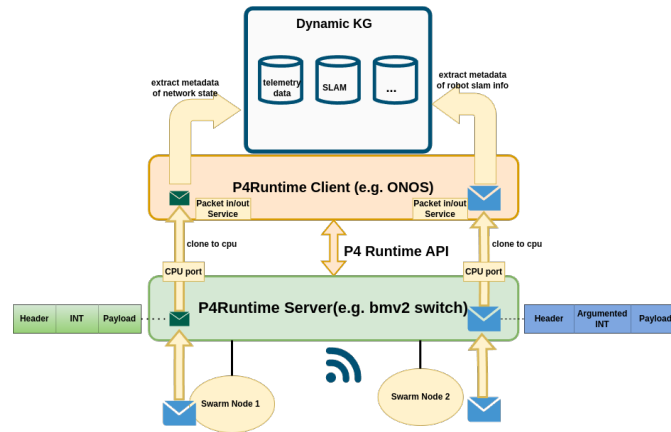 Dynamic KG
telemetry
data
SLAM
...
extract metadata
of network state
extract metadata
of robot slam info
P4Runtime Client (e.g. ONOS)
Packet in/out
Service
Packet in/out
Service
clone to cpu
P4 Runtime API
clone to cpu
CPU port
CPU port
P4Runtime Server(e.g. bmv2 switch)
Header
INT
Payload
Header
Argumented
INT
Payload
Swarm Node 1
Swarm Node 2